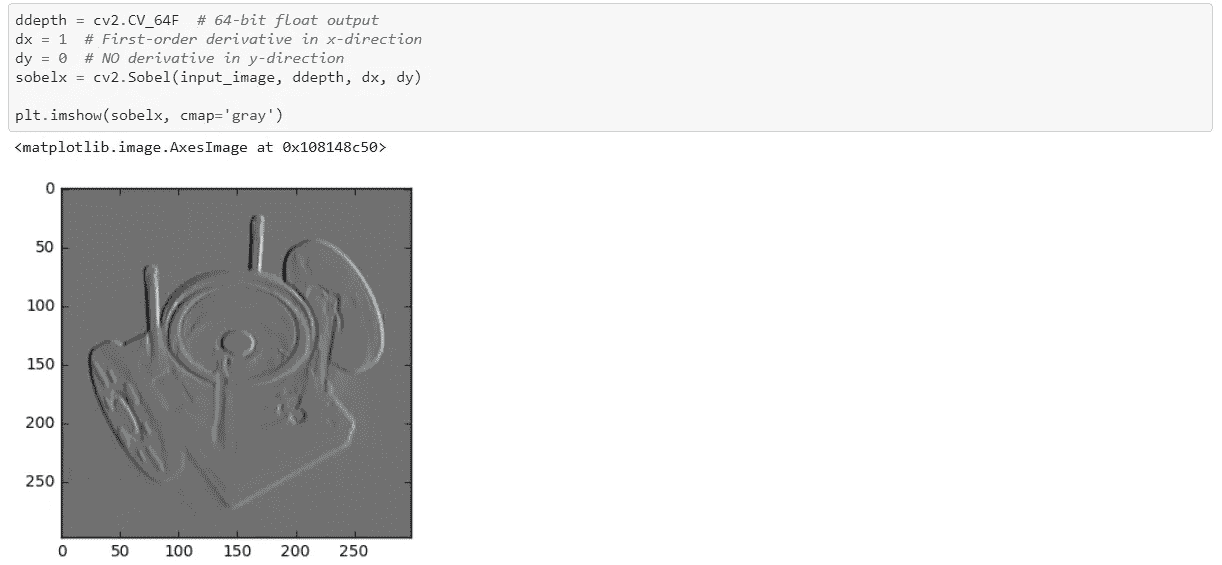 ddepth = cv2.CV_64F  # 64-bit float output
dx = 1  # First-order derivative in x-direction
dy = 0  # NO derivative in y-direction
sobelx = cv2.Sobel(input_image, ddepth, dx, dy)
plt.imshow(sobelx, cmap='gray')
<matplotlib.image.AxesImage at 0x108148c50>
0
50
100
150
200
250
0 50 100 150 200 250